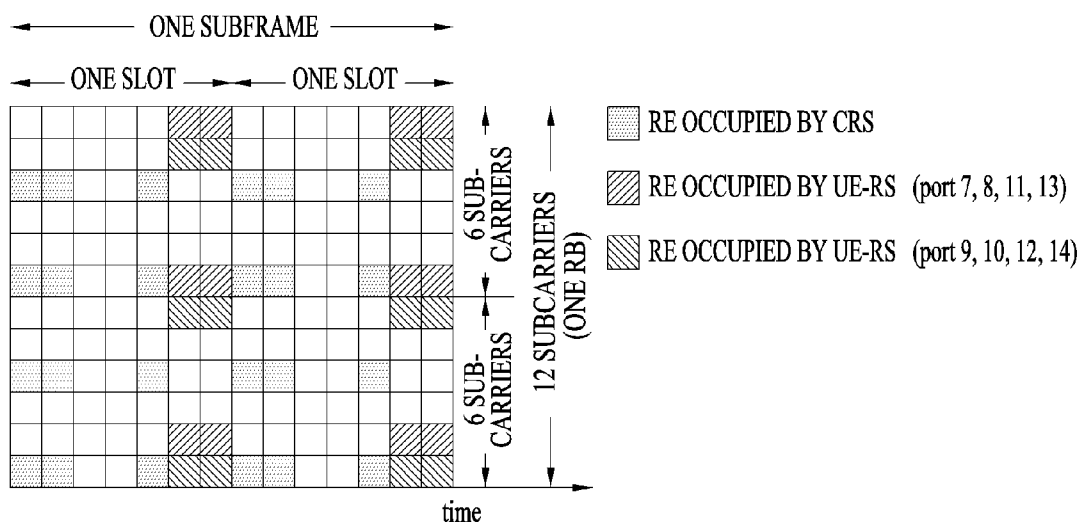 ONE SUBFRAME
ONE SLOT
ONE SLOT
6 SUB-
CARRIERS
6 SUB-
CARRIERS
12 SUBCARRIERS
(ONE RB)
time
RE OCCUPIED BY CRS
RE OCCUPIED BY UE-RS (port 7, 8, 11, 13)
RE OCCUPIED BY UE-RS (port 9, 10, 12, 14)